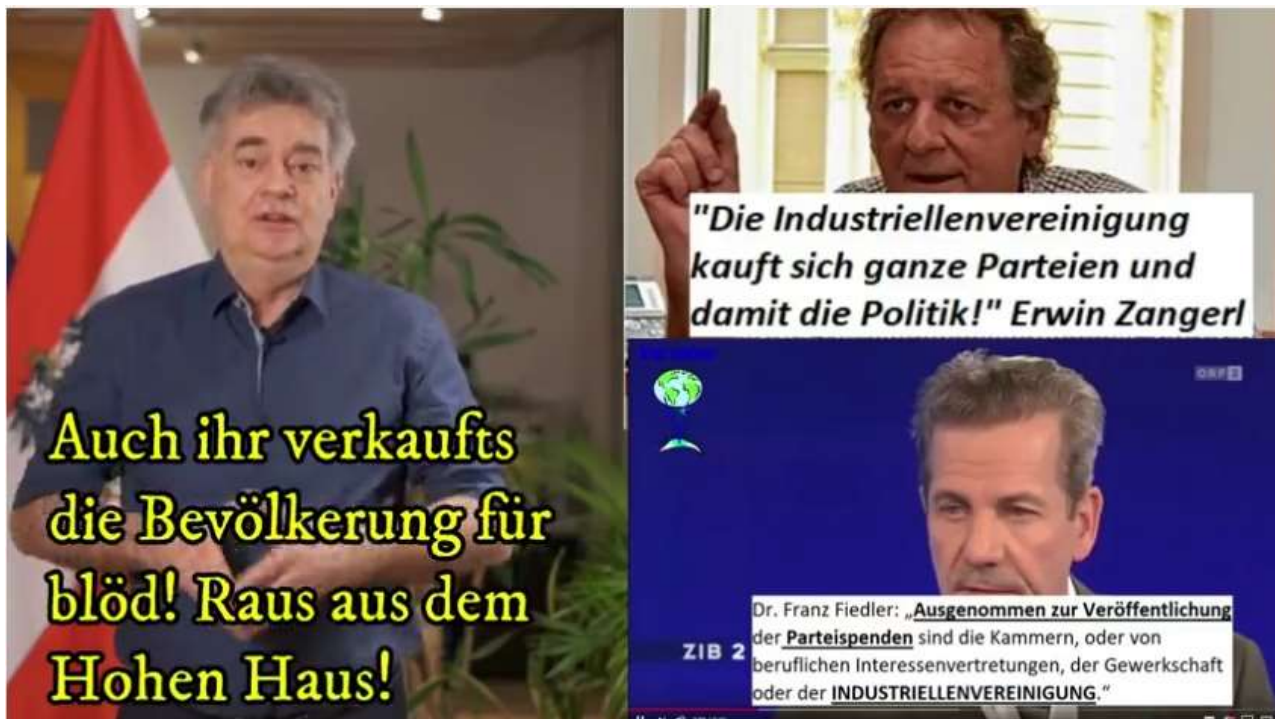 Auch ihr verkaufts
die Bevölkerung für
blöd! Raus aus dem
Hohen Haus!
"Die Industriellenvereinigung
kauft sich ganze Parteien und
damit die Politik!" Erwin Zangerl
ORF 2
ZIB 2
Dr. Franz Fiedler: „Ausgenommen zur Veröffentlichung
der Parteispenden sind die Kammern, oder von
beruflichen Interessenvertretungen, der Gewerkschaft
oder der INDUSTRIELLENVEREINIGUNG.“